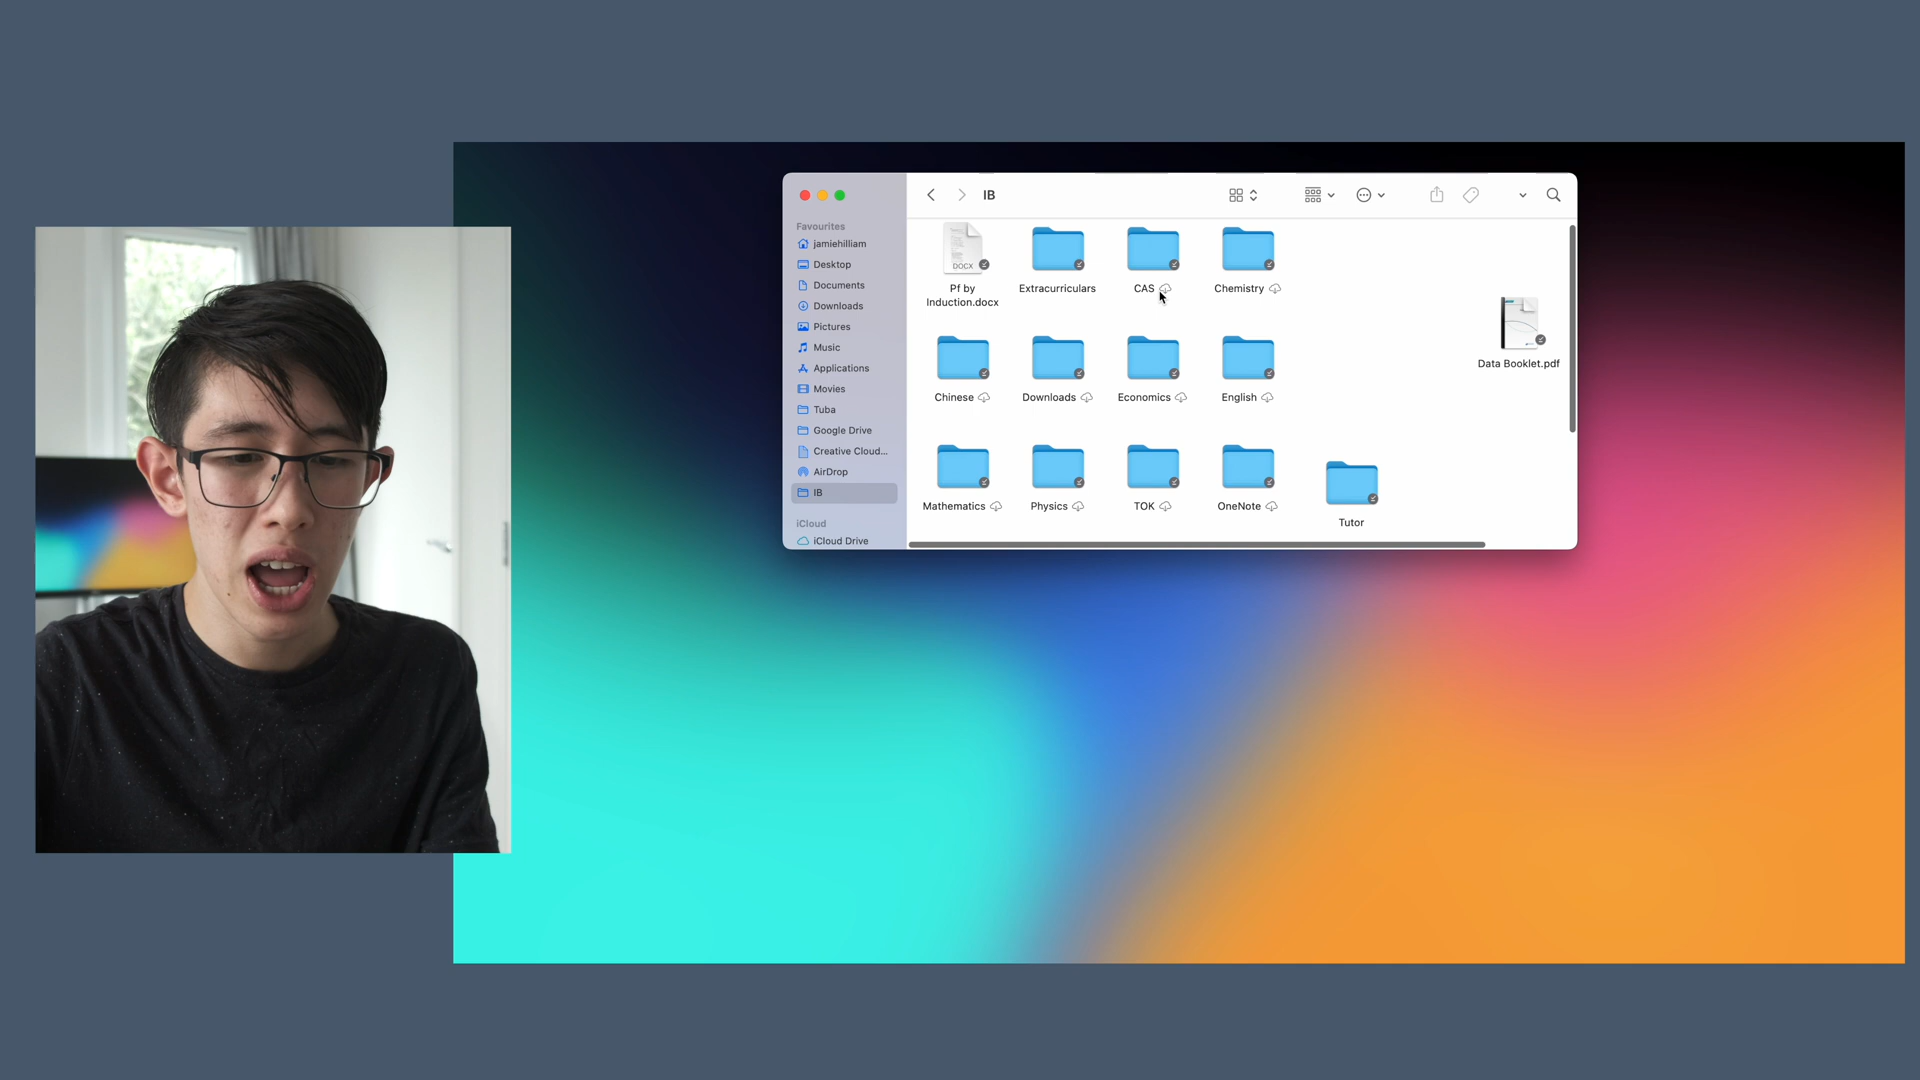 IB
Favourites
jamiehilliam
Desktop
Documents
Downloads
Pictures
Music
Applications
Movies
Tuba
Google Drive
Creative Cloud...
AirDrop
IB
iCloud
iCloud Drive
DOCX
Pf by
Induction.docx
Extracurriculars
CAS
Chemistry
Data Booklet.pdf
Chinese
Downloads
Economics
English
Mathematics
Physics
TOK
OneNote
Tutor